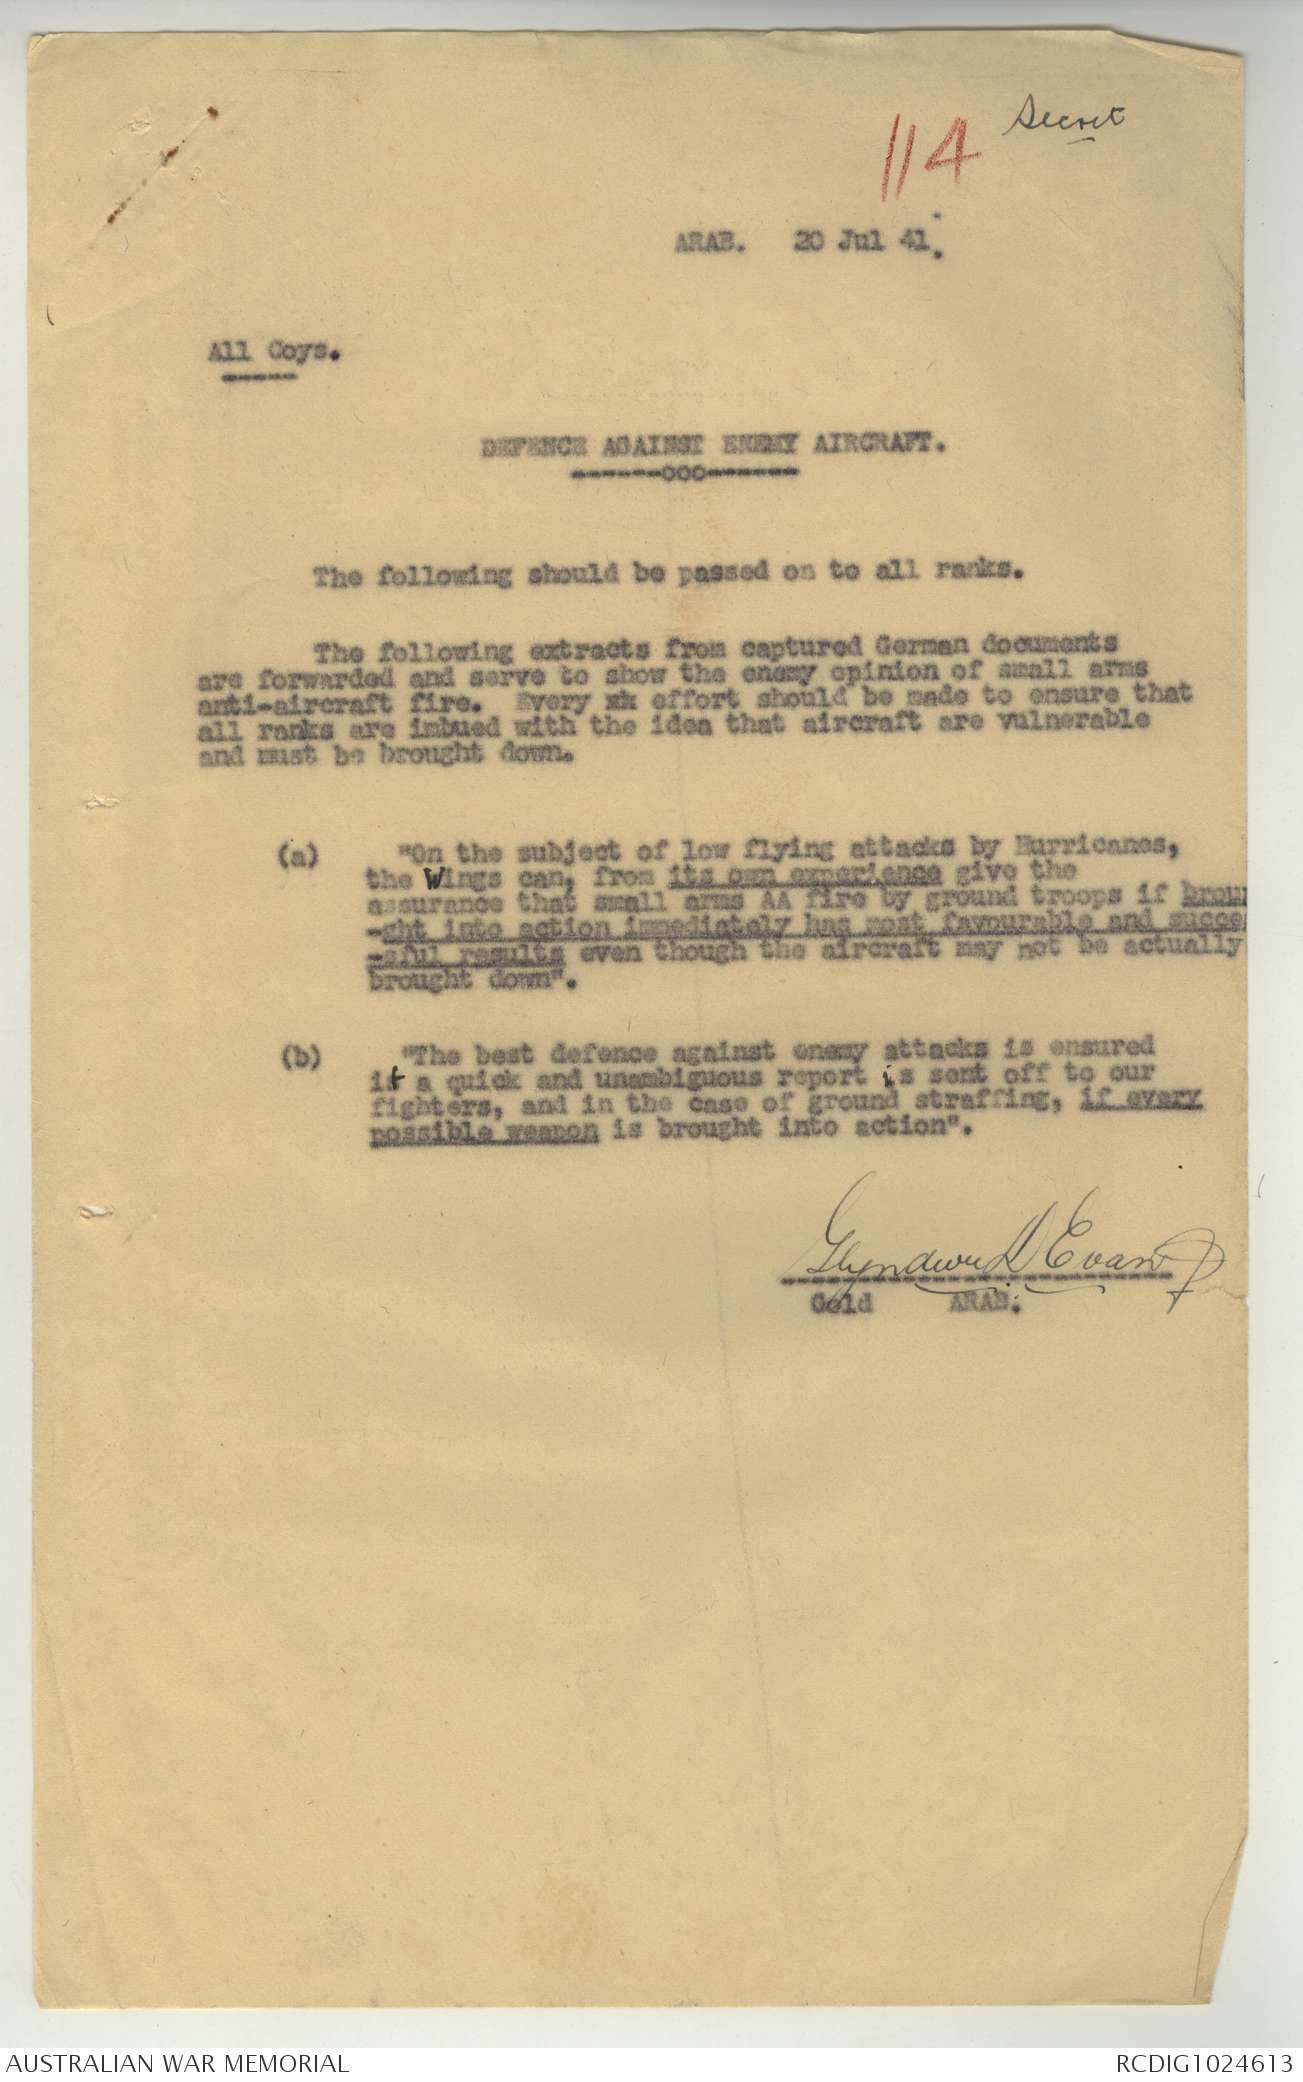 Secret
114
ARAB. 20 Jul 41.
All Coys.
DEFENCE AGAINST ENEMY AIRCRAFT.
-------ooo-------
The following should be passed on to all ranks.
The following extracts from captured German documents
are forwarded and serve to show the enemy opinion of small arms
anti-aircraft fire. Every xx effort should be made to ensure that
all ranks are imbued with the idea that aircraft are vulnerable
and must be brought down.
(a) "On the subject of low flying attacks by Hurricanes,
the Wings can, from its own experience give the
assurance that small arms AA fire by ground troops if brou
-ght into action immediately has most favourable and succes
-sful results even though the aircraft may not be actually
brought down".
(b) "The best defence against enemy attacks is ensured
if a quick and unambiguous report is sent off to our
fighters, and in the case of ground straffing, if every
possible weapon is brought into action".
Glyndwr D Evans
Gold ARAB.
AUSTRALIAN WAR MEMORIAL
RCDIG1024613